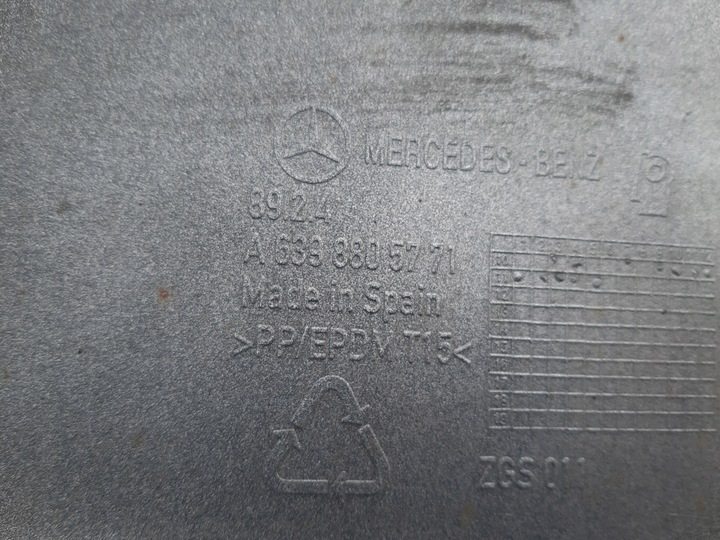 MERCEDES-BENZ
89.2.4
A 639 880 57 71
Made in Spain
>PP/EPDM T15<
ZGS 011